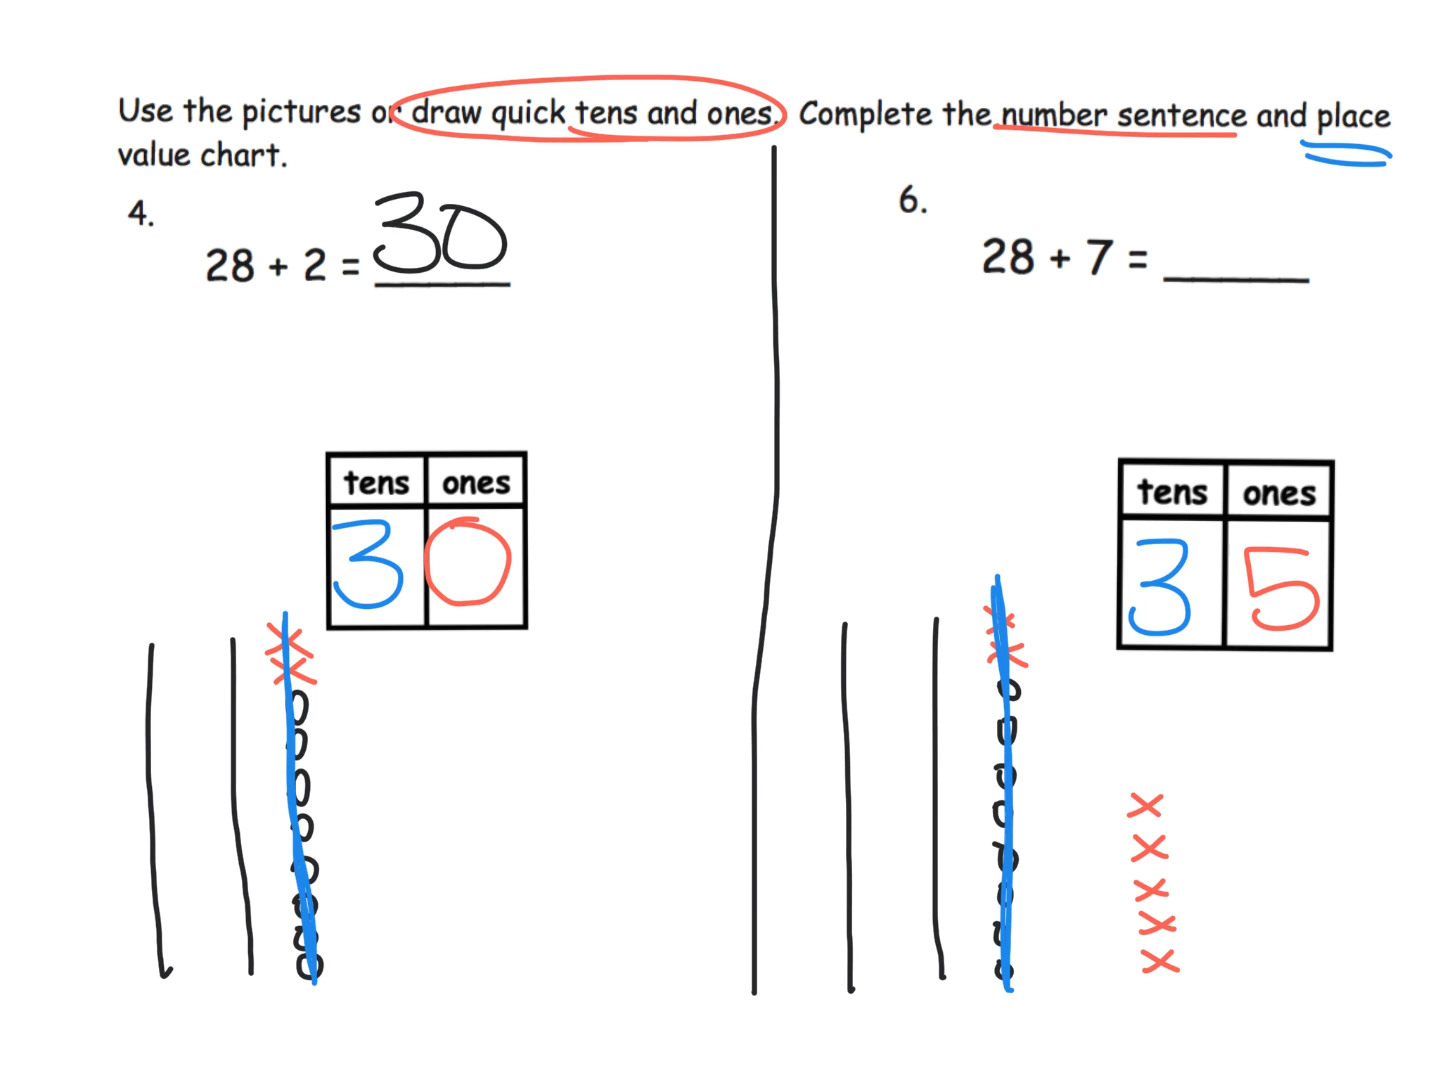 Use the pictures or draw quick tens and ones. Complete the number sentence and place
value chart.
4.
28 + 2 = 30
tens ones
3 0
6.
28 + 7 = ______
tens ones
3 5
x
x
x
x
x